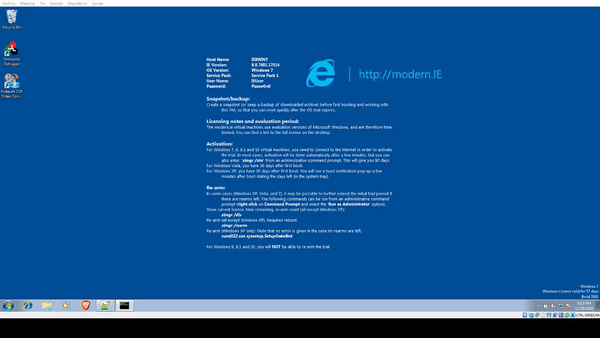 Archivo Máquina Ver Entrada Dispositivos Ayuda
Recycle Bin
Immunity
Debugger
Host Name: IE8WIN7
IE Version: 8.0.7601.17514
OS Version: Windows 7
Service Pack: Service Pack 1
User Name: IEUser
Password: Passw0rd!
http://modern.IE
Snapshot/backup:
Create a snapshot (or keep a backup of downloaded archive) before first booting and working
with this VM, so that you can reset quickly after the OS trial expires.
Licensing notes and evaluation period:
The modern.ie virtual machines use evaluation versions of Microsoft Windows, and are therefore time
limited. You can find a link to the full license on the desktop.
Activation:
For Windows 7, 8, 8.1 and 10 virtual machines, you need to connect to the Internet in order to activate
the trial. In most cases, activation will be done automatically after a few minutes, but you can
also enter 'slmgr /ato' from an administrative command prompt. This will give you 90 days.
For Windows Vista, you have 30 days after first boot.
For Windows XP, you have 30 days after first boot. You will see a toast notification pop up a few
minutes after boot stating the days left (in the system tray).
Re-arm:
In some cases (Windows XP, Vista, and 7), it may be possible to further extend the initial trial period if
there are rearms left. The following commands can be run from an administrative command
prompt (right-click on Command Prompt and select the 'Run as Administrator' option).
Show current license, time remaining, re-arm count (all except Windows XP):
slmgr /dlv
Re-arm (all except Windows XP). Requires reboot.
slmgr /rearm
Re-arm (Windows XP only). Note that no error is given in the case no rearms are left.
rundll32.exe syssetup,SetupOobeBnk
For Windows 8, 8.1 and 10, you will NOT be able to re-arm the trial.
Windows 7
Windows License valid for 57 days
Build 7601
CTRL DERECHA